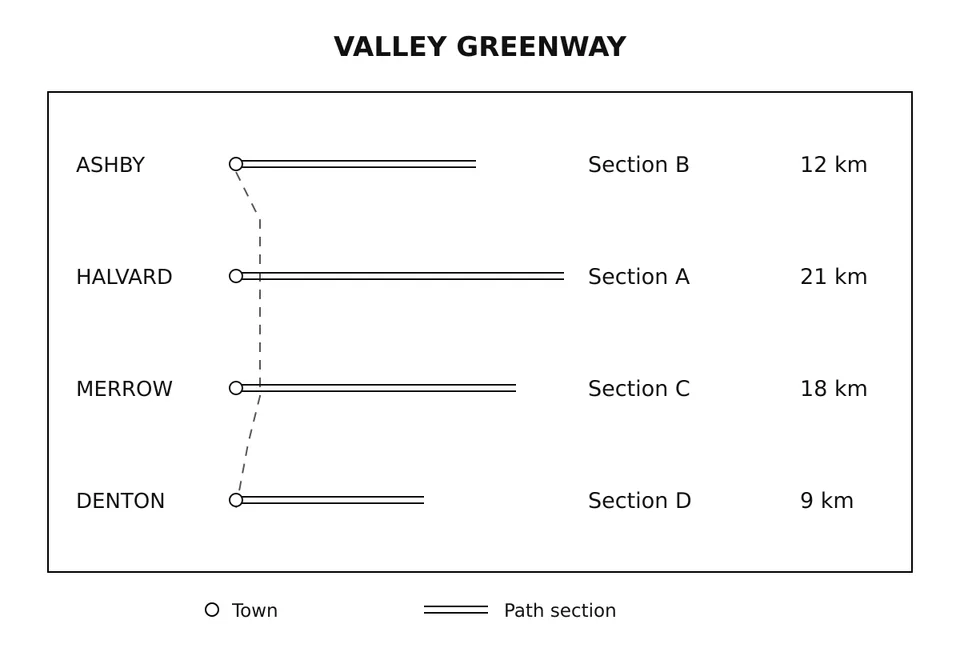 VALLEY GREENWAY
ASHBY Section B 12 km
HALVARD Section A 21 km
MERROW Section C 18 km
DENTON Section D 9 km
Town Path section